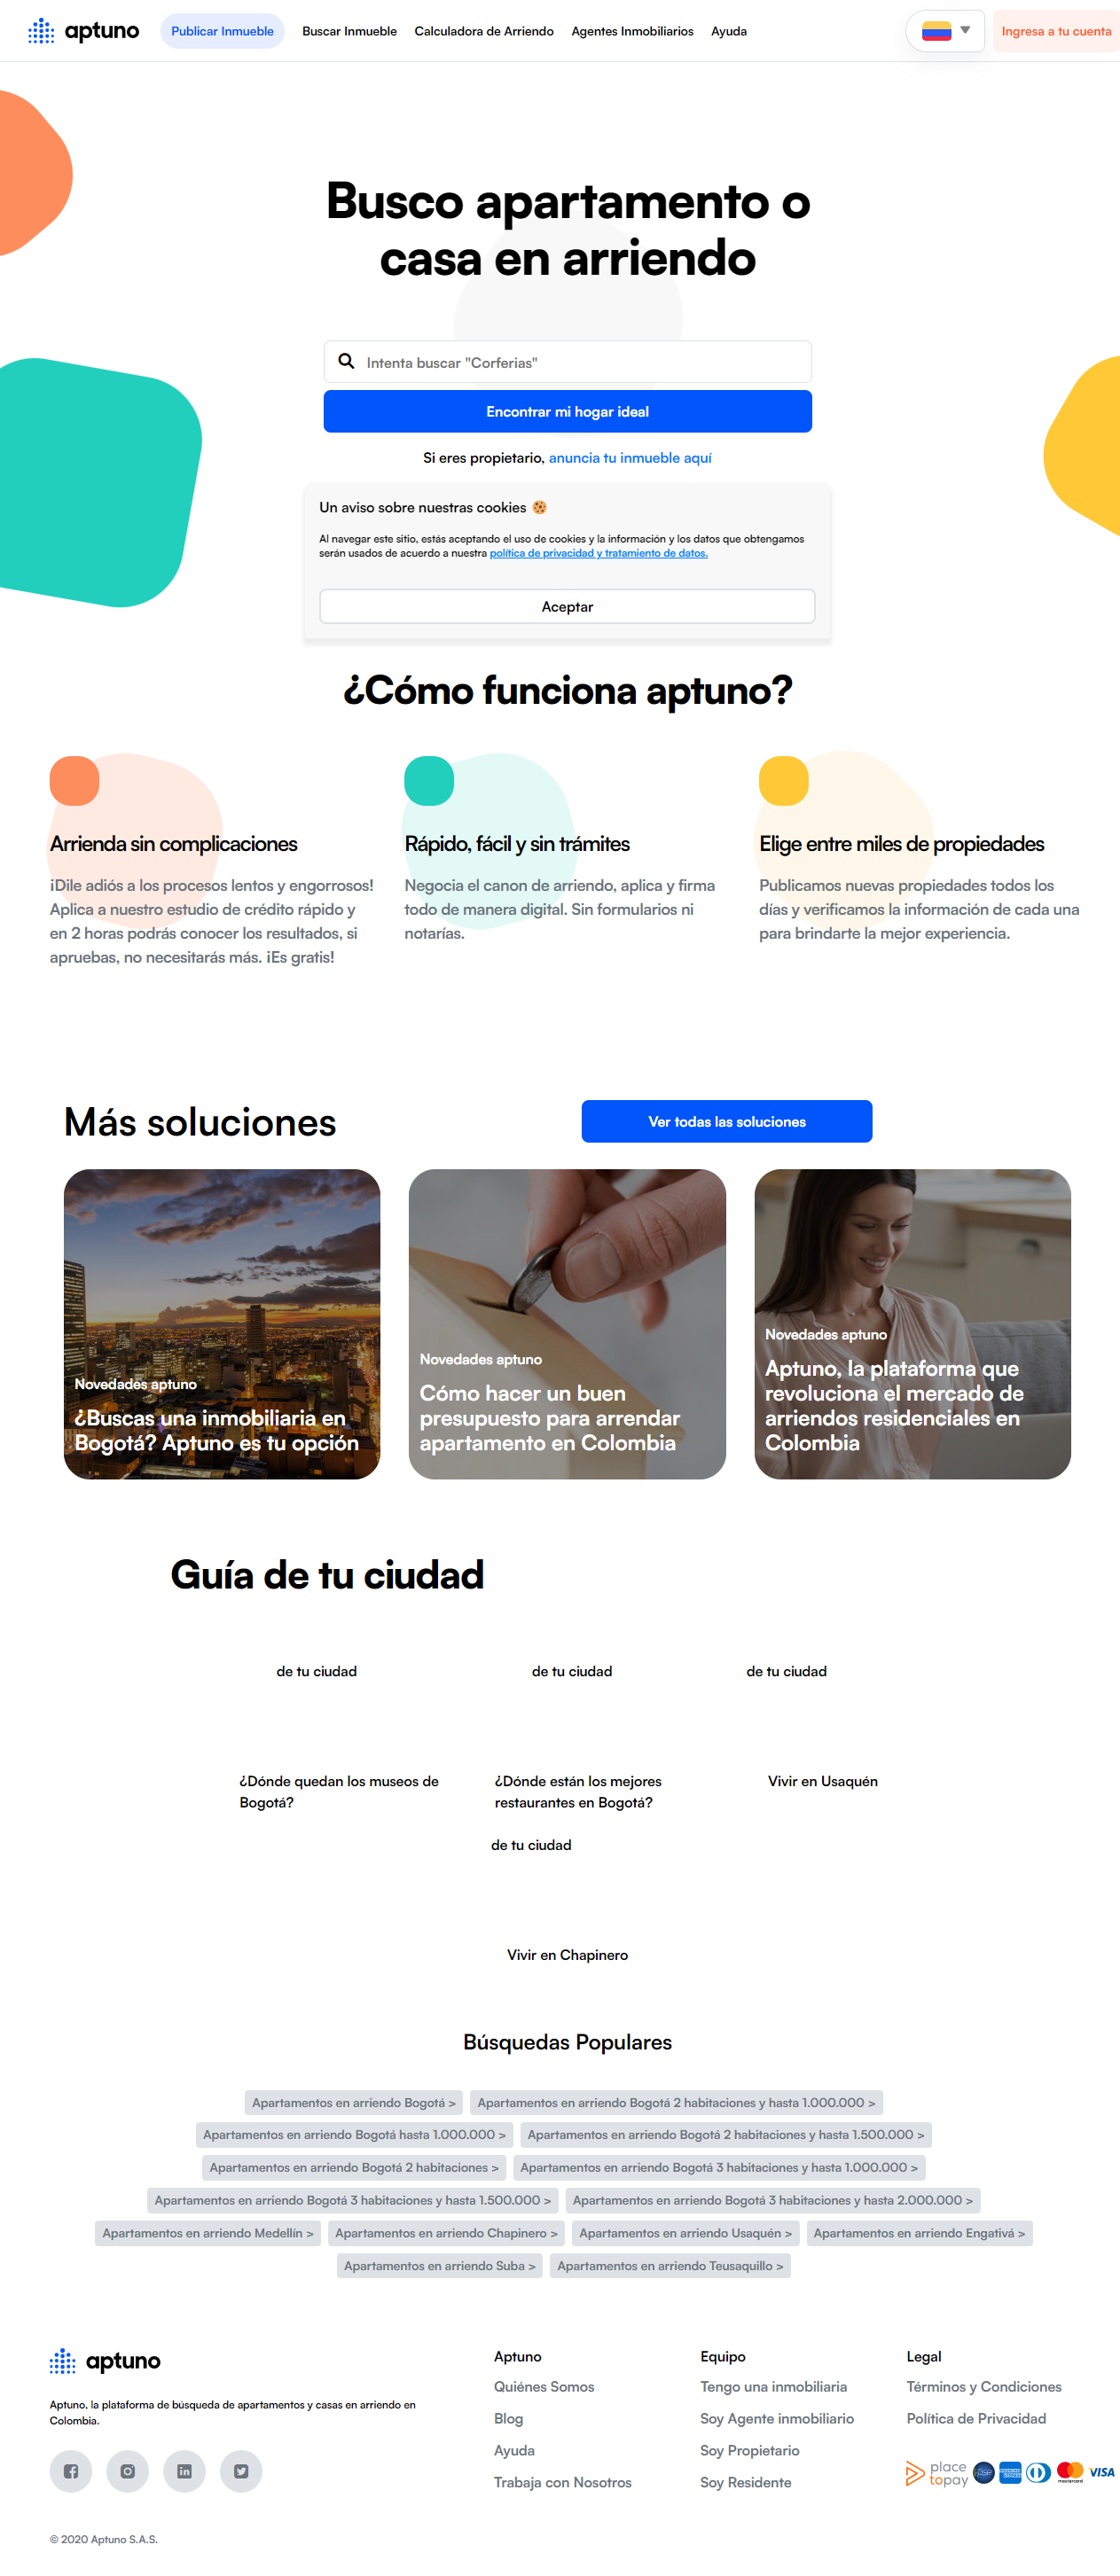 aptuno
Publicar Inmueble
Buscar Inmueble
Calculadora de Arriendo
Agentes Inmobiliarios
Ayuda
Ingresa a tu cuenta
Busco apartamento o
casa en arriendo
Intenta buscar "Corferias"
Encontrar mi hogar ideal
Si eres propietario, anuncia tu inmueble aquí
Un aviso sobre nuestras cookies 🍪
Al navegar este sitio, estás aceptando el uso de cookies y la información y los datos que obtengamos
serán usados de acuerdo a nuestra política de privacidad y tratamiento de datos.
Aceptar
¿Cómo funciona aptuno?
Arrienda sin complicaciones
¡Dile adiós a los procesos lentos y engorrosos!
Aplica a nuestro estudio de crédito rápido y
en 2 horas podrás conocer los resultados, si
apruebas, no necesitarás más. ¡Es gratis!
Rápido, fácil y sin trámites
Negocia el canon de arriendo, aplica y firma
todo de manera digital. Sin formularios ni
notarías.
Elige entre miles de propiedades
Publicamos nuevas propiedades todos los
días y verificamos la información de cada una
para brindarte la mejor experiencia.
Más soluciones
Ver todas las soluciones
Novedades aptuno
¿Buscas una inmobiliaria en
Bogotá? Aptuno es tu opción
Novedades aptuno
Cómo hacer un buen
presupuesto para arrendar
apartamento en Colombia
Novedades aptuno
Aptuno, la plataforma que
revoluciona el mercado de
arriendos residenciales en
Colombia
Guía de tu ciudad
de tu ciudad
de tu ciudad
de tu ciudad
¿Dónde quedan los museos de
Bogotá?
¿Dónde están los mejores
restaurantes en Bogotá?
Vivir en Usaquén
de tu ciudad
Vivir en Chapinero
Búsquedas Populares
Apartamentos en arriendo Bogotá >
Apartamentos en arriendo Bogotá 2 habitaciones y hasta 1.000.000 >
Apartamentos en arriendo Bogotá hasta 1.000.000 >
Apartamentos en arriendo Bogotá 2 habitaciones y hasta 1.500.000 >
Apartamentos en arriendo Bogotá 2 habitaciones >
Apartamentos en arriendo Bogotá 3 habitaciones y hasta 1.000.000 >
Apartamentos en arriendo Bogotá 3 habitaciones y hasta 1.500.000 >
Apartamentos en arriendo Bogotá 3 habitaciones y hasta 2.000.000 >
Apartamentos en arriendo Medellín >
Apartamentos en arriendo Chapinero >
Apartamentos en arriendo Usaquén >
Apartamentos en arriendo Engativá >
Apartamentos en arriendo Suba >
Apartamentos en arriendo Teusaquillo >
aptuno
Aptuno, la plataforma de búsqueda de apartamentos y casas en arriendo en
Colombia.
Aptuno
Quiénes Somos
Blog
Ayuda
Trabaja con Nosotros
Equipo
Tengo una inmobiliaria
Soy Agente inmobiliario
Soy Propietario
Soy Residente
Legal
Términos y Condiciones
Política de Privacidad
place
topay
mastercard
VISA
© 2020 Aptuno S.A.S.